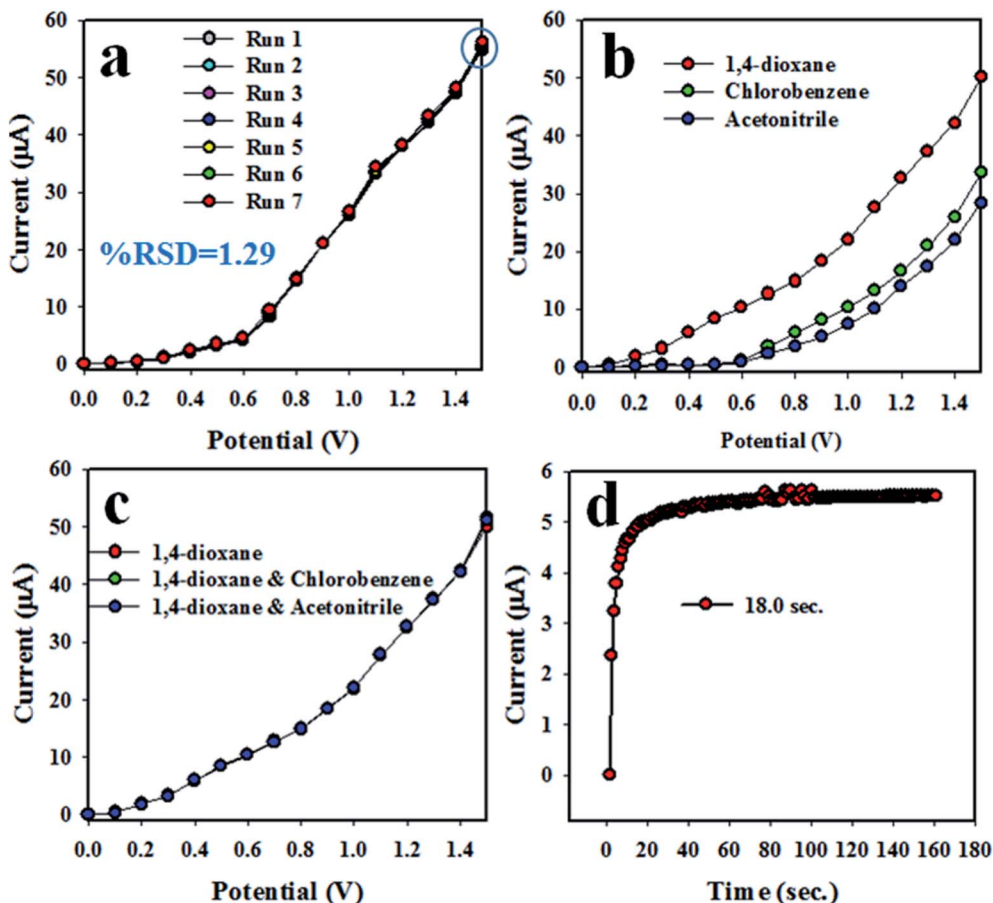 a
Run 1
Run 2
Run 3
Run 4
Run 5
Run 6
Run 7
%RSD=1.29
Current (µA)
60
50
40
30
20
10
0
0.0 0.2 0.4 0.6 0.8 1.0 1.2 1.4
Potential (V)
b
1,4-dioxane
Chlorobenzene
Acetonitrile
Current (µA)
60
50
40
30
20
10
0
0.0 0.2 0.4 0.6 0.8 1.0 1.2 1.4
Potential (V)
c
1,4-dioxane
1,4-dioxane & Chlorobenzene
1,4-dioxane & Acetonitrile
Current (µA)
60
50
40
30
20
10
0
0.0 0.2 0.4 0.6 0.8 1.0 1.2 1.4
Potential (V)
d
18.0 sec.
Current (µA)
6
5
4
3
2
1
0
0 20 40 60 80 100 120 140 160 180
Time (sec.)